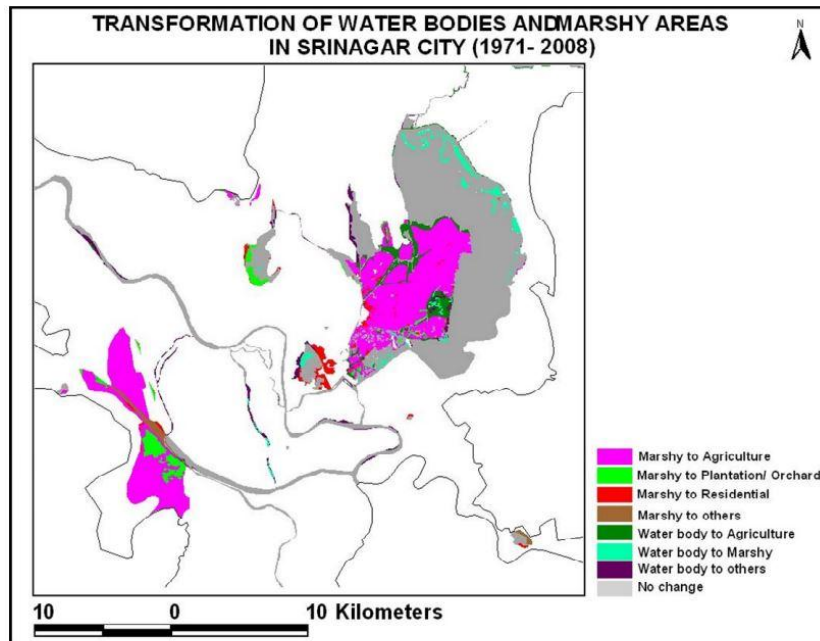 TRANSFORMATION OF WATER BODIES ANDMARSHY AREAS
IN SRINAGAR CITY (1971- 2008)
N
Marshy to Agriculture
Marshy to Plantation/ Orchard
Marshy to Residential
Marshy to others
Water body to Agriculture
Water body to Marshy
Water body to others
No change
10 0 10 Kilometers